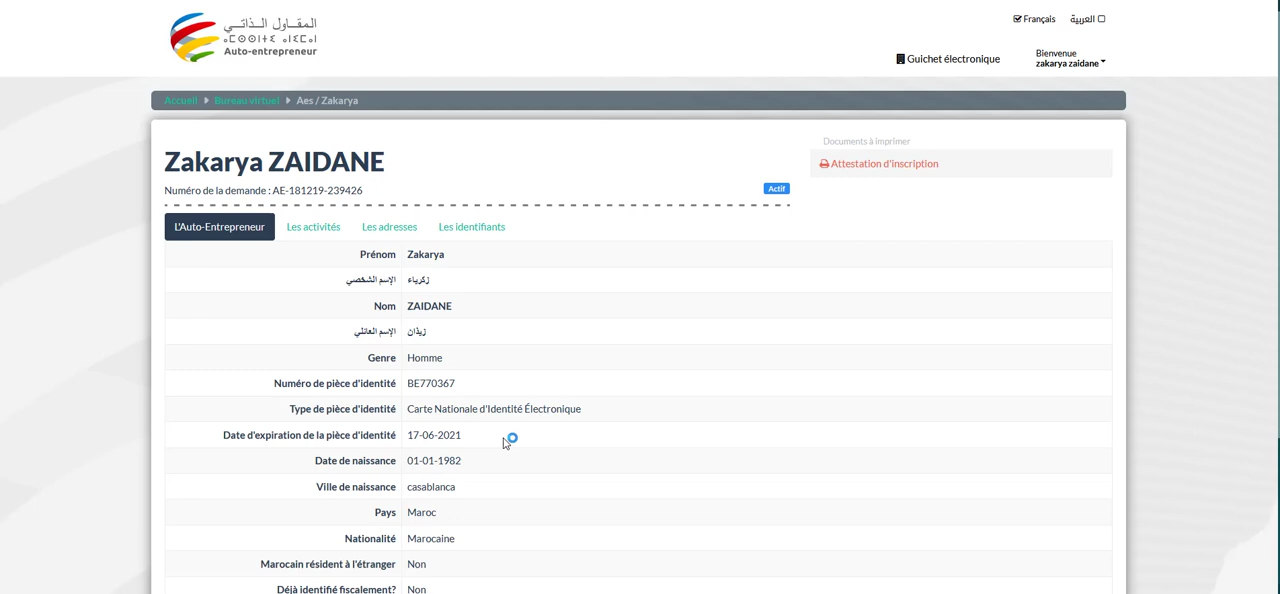 المقـاول الـذاتـي
ⴰⵎⵙⵙⵓⵜⵍ ⴰⵏⵉⵎⴰⵏ
Auto-entrepreneur
Français
العربية
Guichet électronique
Bienvenue
zakarya zaidane
Accueil
Bureau virtuel
Aes / Zakarya
Zakarya ZAIDANE
Numéro de la demande : AE-181219-239426
Actif
Documents à imprimer
Attestation d'inscription
L'Auto-Entrepreneur
Les activités
Les adresses
Les identifiants
Prénom Zakarya
الإسم الشخصي زكرياء
Nom ZAIDANE
الإسم العائلي زيدان
Genre Homme
Numéro de pièce d'identité BE770367
Type de pièce d'identité Carte Nationale d'Identité Électronique
Date d'expiration de la pièce d'identité 17-06-2021
Date de naissance 01-01-1982
Ville de naissance casablanca
Pays Maroc
Nationalité Marocaine
Marocain résident à l'étranger Non
Déjà identifié fiscalement? Non